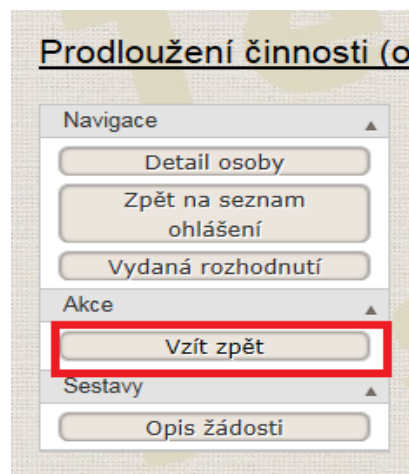 Prodloužení činnosti (o
Navigace
Detail osoby
Zpět na seznam
ohlášení
Vydaná rozhodnutí
Akce
Vzít zpět
Sestavy
Opis žádosti